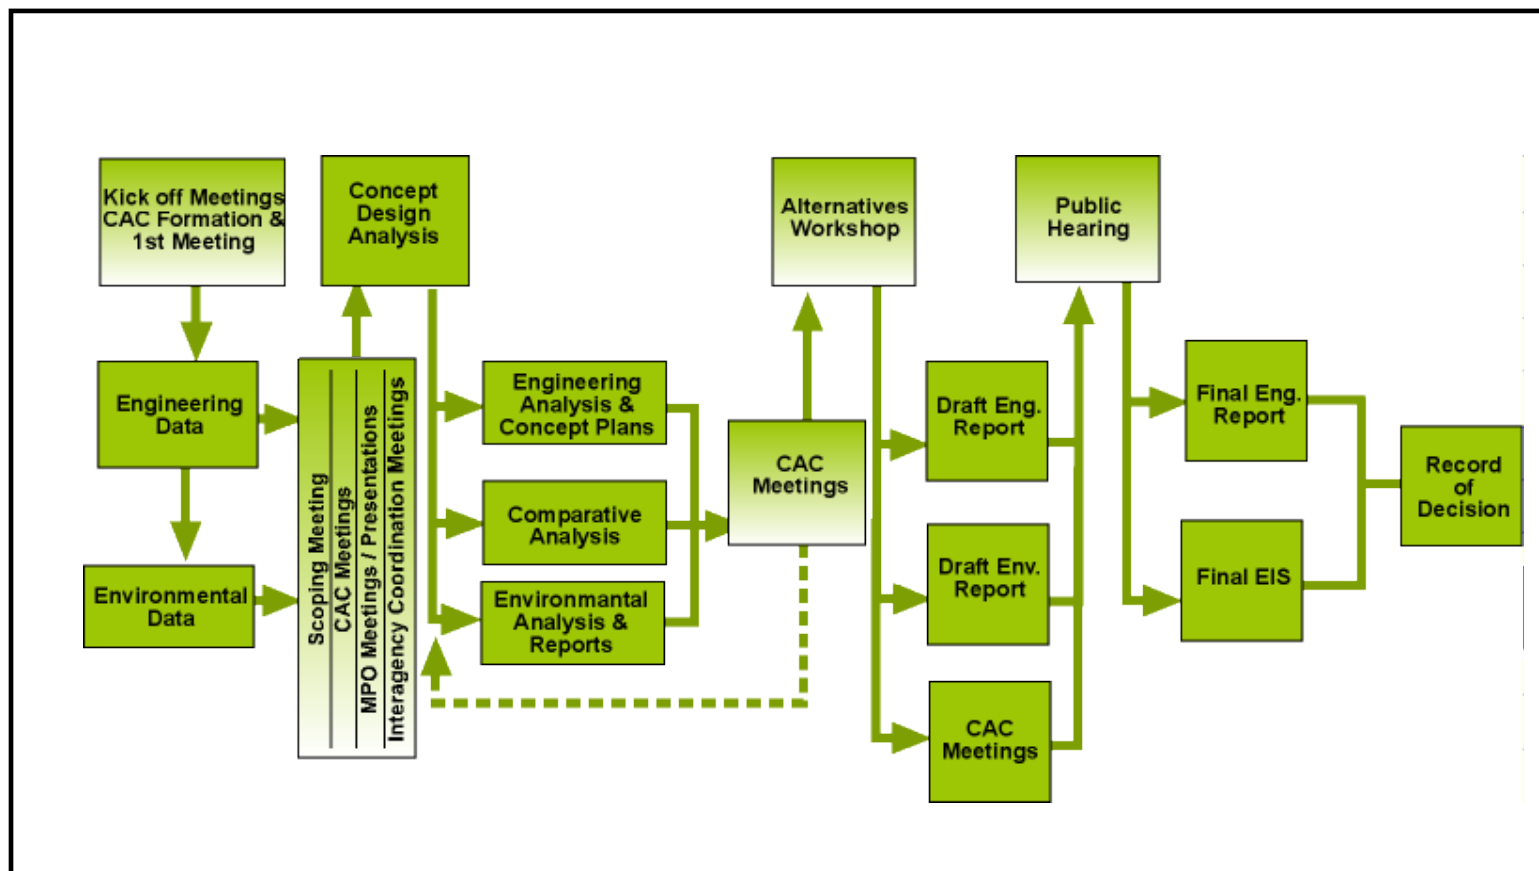 Kick off Meetings
CAC Formation &
1st Meeting
Concept
Design
Analysis
Engineering
Data
Environmental
Data
Scoping Meeting
CAC Meetings
MPO Meetings / Presentations
Interagency Coordination Meetings
Engineering
Analysis &
Concept Plans
Comparative
Analysis
Environmantal
Analysis &
Reports
CAC
Meetings
Alternatives
Workshop
Draft Eng.
Report
Draft Env.
Report
CAC
Meetings
Public
Hearing
Final Eng.
Report
Final EIS
Record
of
Decision